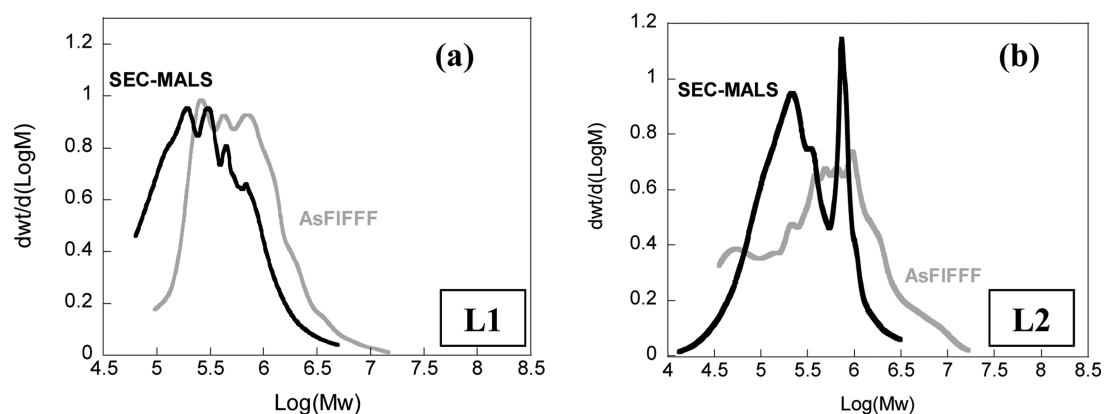 (a)
1.2
1
0.8
0.6
0.4
0.2
0
dwt/d(LogM)
SEC-MALS
AsFlFFF
L1
4.5 5 5.5 6 6.5 7 7.5 8 8.5
Log(Mw)
(b)
1.2
1
0.8
0.6
0.4
0.2
0
dwt/d(LogM)
SEC-MALS
AsFlFFF
L2
4 4.5 5 5.5 6 6.5 7 7.5 8 8.5
Log(Mw)